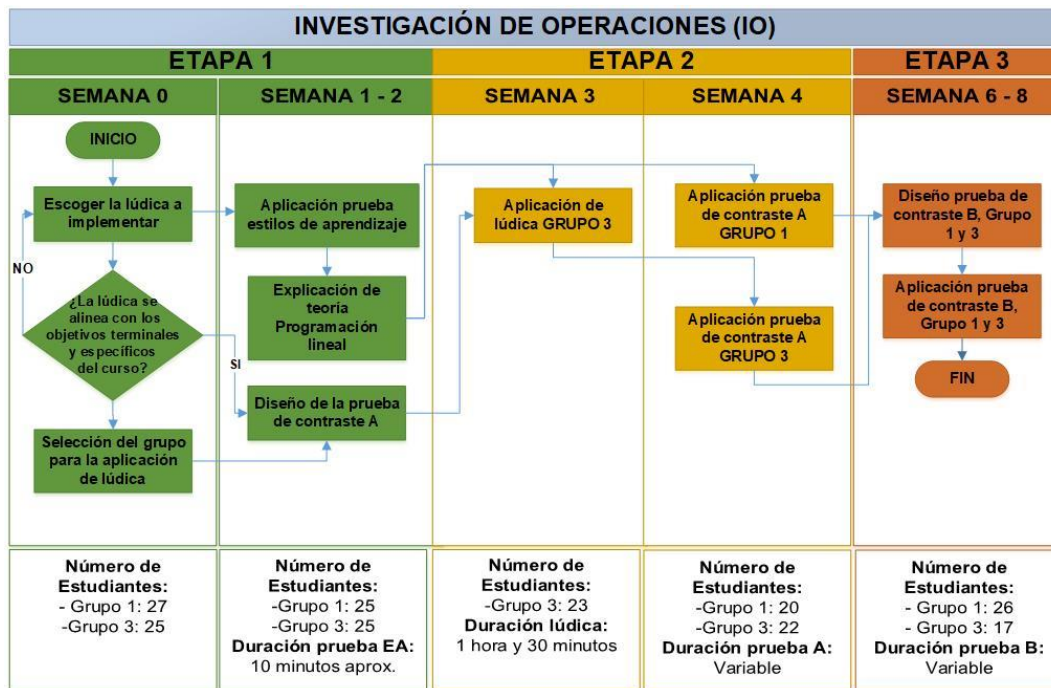 INVESTIGACIÓN DE OPERACIONES (IO)
ETAPA 1
ETAPA 2
ETAPA 3
SEMANA 0
SEMANA 1 - 2
SEMANA 3
SEMANA 4
SEMANA 6 - 8
INICIO
Escoger la lúdica a
implementar
NO
¿La lúdica se
alinea con los
objetivos terminales
y específicos
del curso?
SI
Selección del grupo
para la aplicación
de lúdica
Aplicación prueba
estilos de aprendizaje
Explicación de
teoría
Programación
lineal
Diseño de la prueba
de contraste A
Aplicación de
lúdica GRUPO 3
Aplicación prueba
de contraste A
GRUPO 1
Aplicación prueba
de contraste A
GRUPO 3
Diseño prueba de
contraste B, Grupo
1 y 3
Aplicación prueba
de contraste B,
Grupo 1 y 3
FIN
Número de
Estudiantes:
- Grupo 1: 27
-Grupo 3: 25
Número de
Estudiantes:
-Grupo 1: 25
-Grupo 3: 25
Duración prueba EA:
10 minutos aprox.
Número de
Estudiantes:
-Grupo 3: 23
Duración lúdica:
1 hora y 30 minutos
Número de
Estudiantes:
-Grupo 1: 20
-Grupo 3: 22
Duración prueba A:
Variable
Número de
Estudiantes:
- Grupo 1: 26
- Grupo 3: 17
Duración prueba B:
Variable